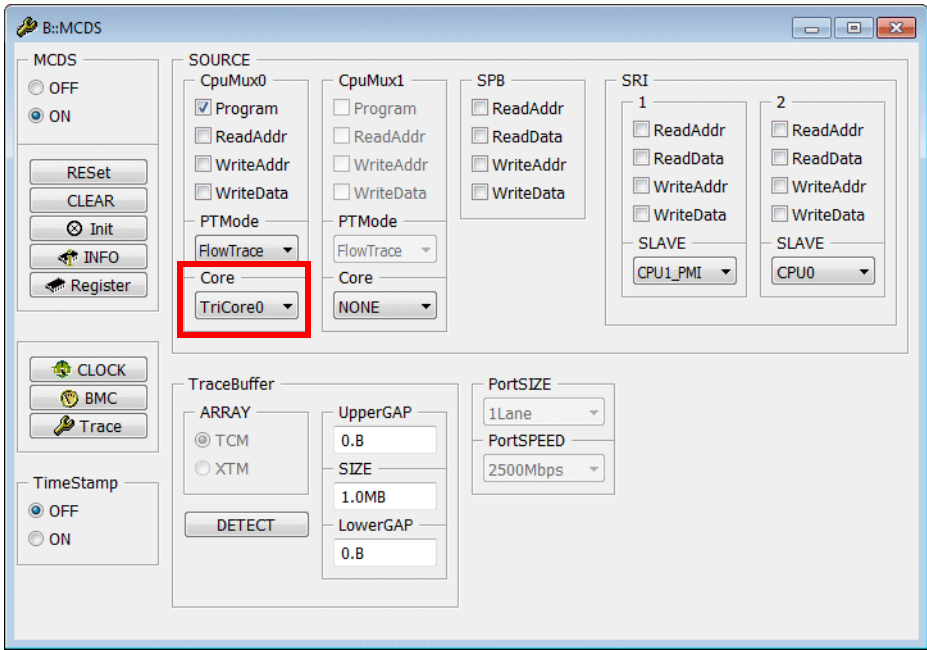 B::MCDS
MCDS
OFF
ON
RESet
CLEAR
Init
INFO
Register
CLOCK
BMC
Trace
TimeStamp
OFF
ON
SOURCE
CpuMux0
Program
ReadAddr
WriteAddr
WriteData
PTMode
FlowTrace
Core
TriCore0
CpuMux1
Program
ReadAddr
WriteAddr
WriteData
PTMode
FlowTrace
Core
NONE
SPB
ReadAddr
ReadData
WriteAddr
WriteData
SRI
1
ReadAddr
ReadData
WriteAddr
WriteData
SLAVE
CPU1_PMI
2
ReadAddr
ReadData
WriteAddr
WriteData
SLAVE
CPU0
TraceBuffer
ARRAY
TCM
XTM
DETECT
UpperGAP
0.B
SIZE
1.0MB
LowerGAP
0.B
PortSIZE
1Lane
PortSPEED
2500Mbps